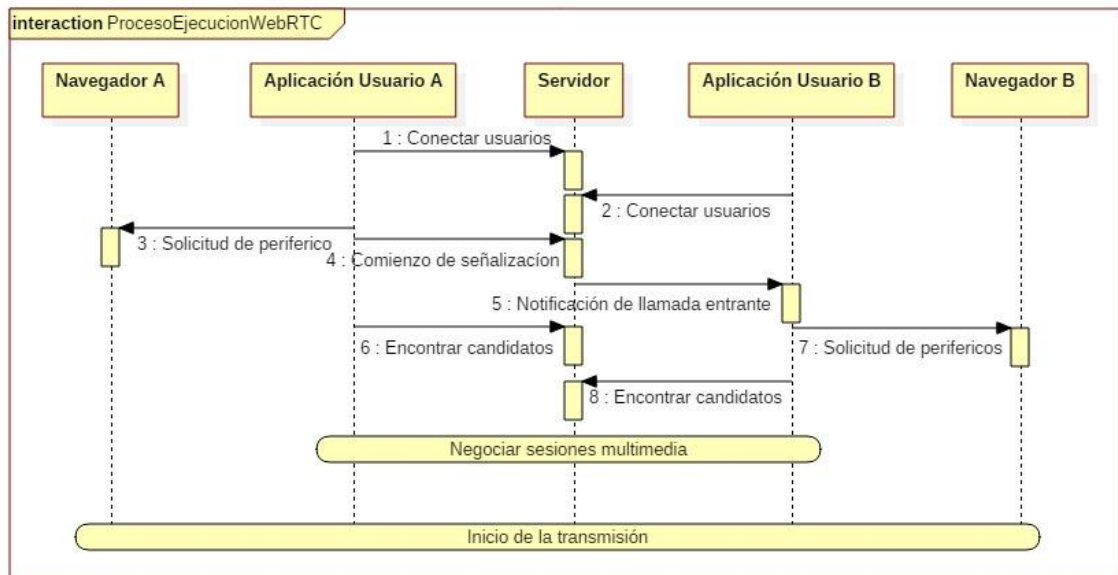 interaction ProcesoEjecucionWebRTC
Navegador A
Aplicación Usuario A
Servidor
Aplicación Usuario B
Navegador B
1 : Conectar usuarios
2 : Conectar usuarios
3 : Solicitud de periferico
4 : Comienzo de señalizacíon
5 : Notificación de llamada entrante
6 : Encontrar candidatos
7 : Solicitud de perifericos
8 : Encontrar candidatos
Negociar sesiones multimedia
Inicio de la transmisión